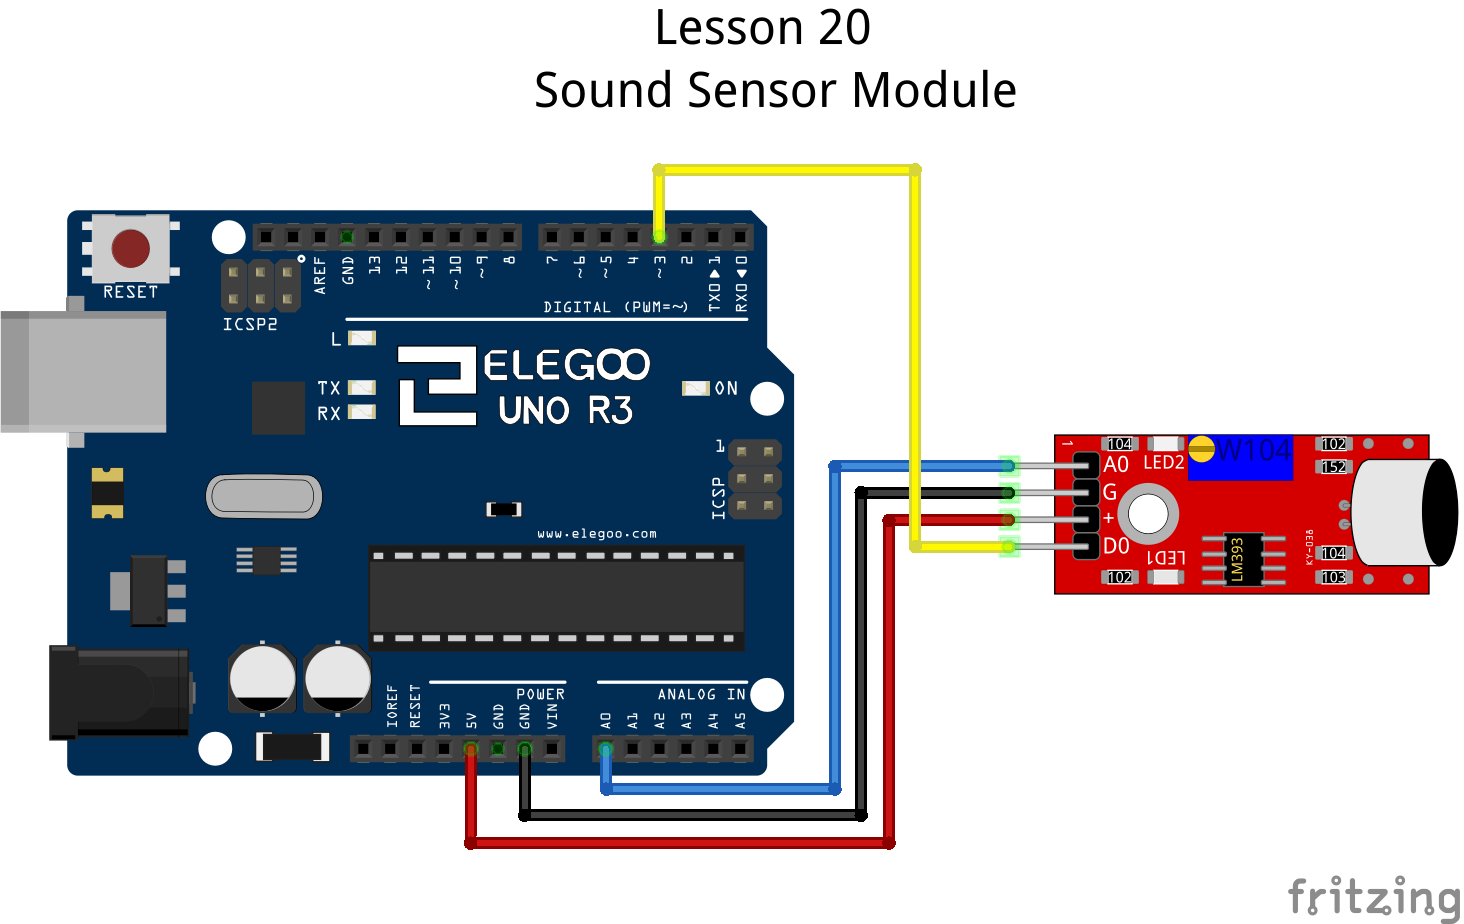 Lesson 20
Sound Sensor Module
RESET
ICSP2
AREF
GND
13
12
~11
~10
~9
8
7
~6
~5
4
~3
2
TX0▶1
RX0◀0
DIGITAL (PWM=~)
L
TX
RX
ELEGOO
UNO R3
ON
1
ICSP
www.elegoo.com
POWER
ANALOG IN
IOREF
RESET
3V3
5V
GND
GND
VIN
A0
A1
A2
A3
A4
A5
1
104
LED2
W104
102
152
A0
G
+
D0
LED1
102
LM393
KY-038
104
103
fritzing